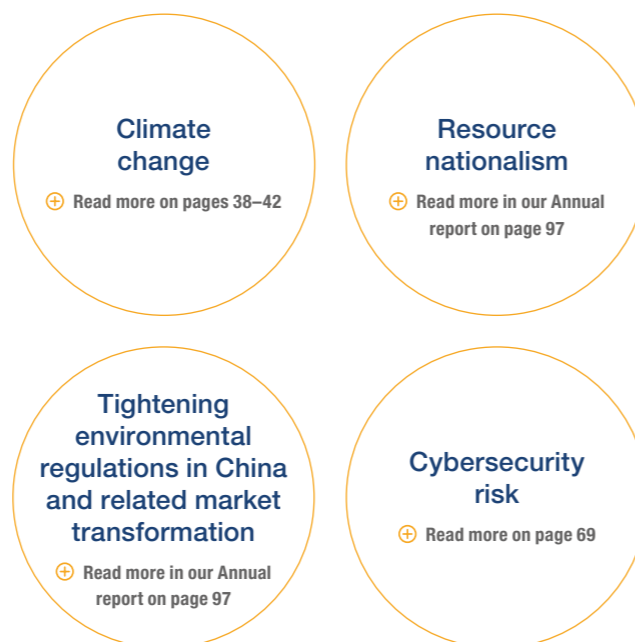 Climate
change
Read more on pages 38–42
Resource
nationalism
Read more in our Annual
report on page 97
Tightening
environmental
regulations in China
and related market
transformation
Read more in our Annual
report on page 97
Cybersecurity
risk
Read more on page 69